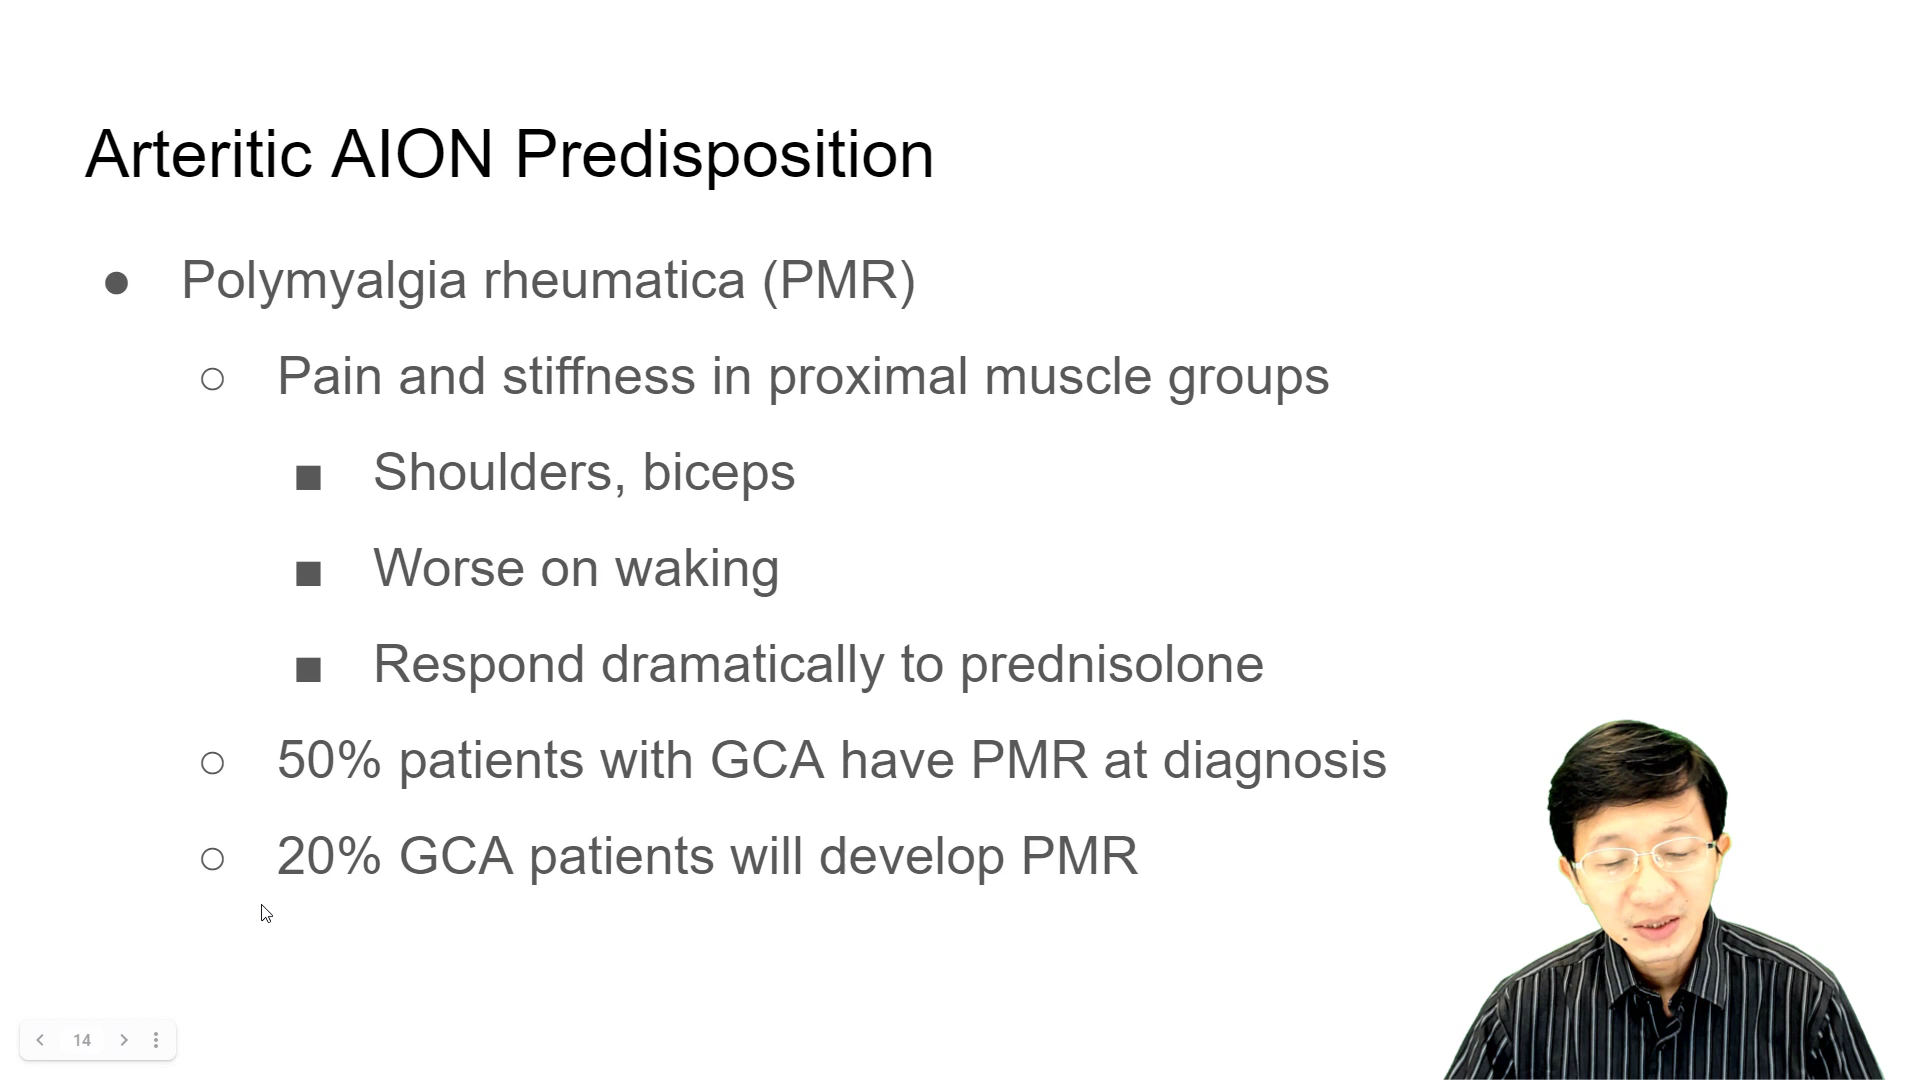 Arteritic AION Predisposition
● Polymyalgia rheumatica (PMR)
○ Pain and stiffness in proximal muscle groups
■ Shoulders, biceps
■ Worse on waking
■ Respond dramatically to prednisolone
○ 50% patients with GCA have PMR at diagnosis
○ 20% GCA patients will develop PMR
14